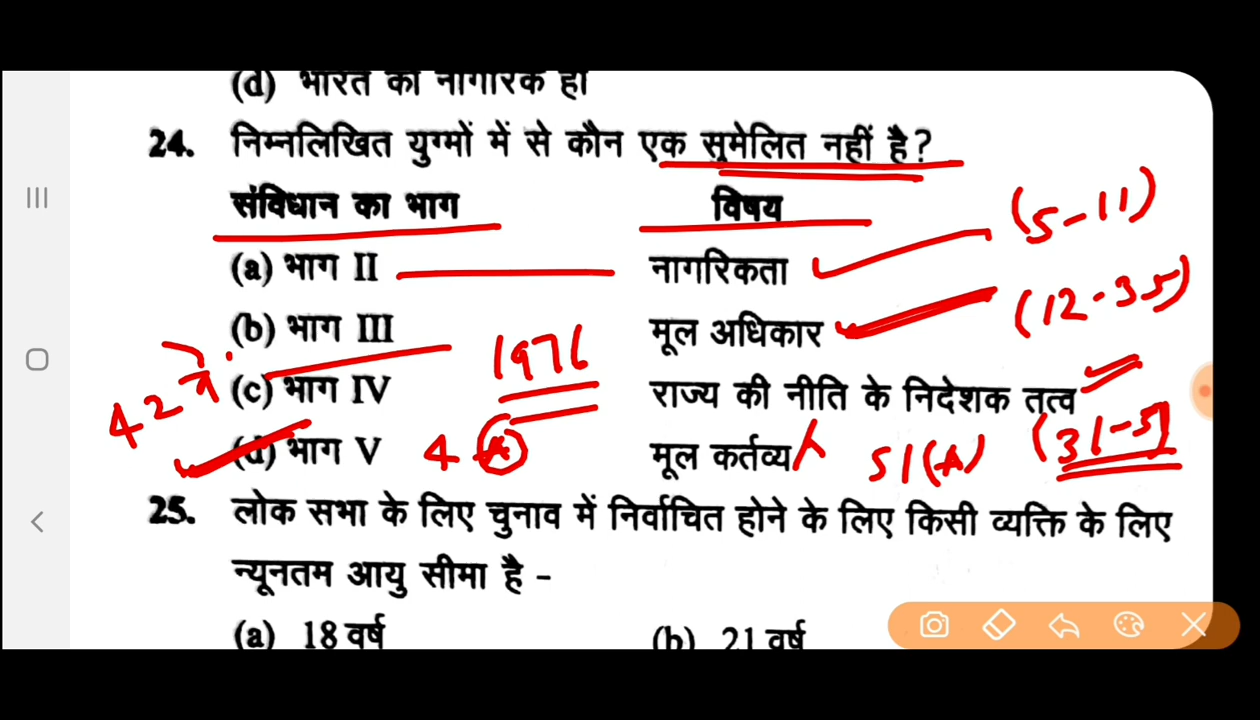 (d) भारत का नागरिक हो
24. निम्नलिखित युग्मों में से कौन एक सुमेलित नहीं है?
संविधान का भाग विषय (5-11)
(a) भाग II नागरिकता
(b) भाग III मूल अधिकार (12-35)
1976
(c) भाग IV राज्य की नीति के निदेशक तत्व
42
(d) भाग V 4 मूल कर्तव्य 51(A) (31-5
25. लोक सभा के लिए चुनाव में निर्वाचित होने के लिए किसी व्यक्ति के लिए
न्यूनतम आयु सीमा है -
(a) 18 वर्ष (b) 21 वर्ष